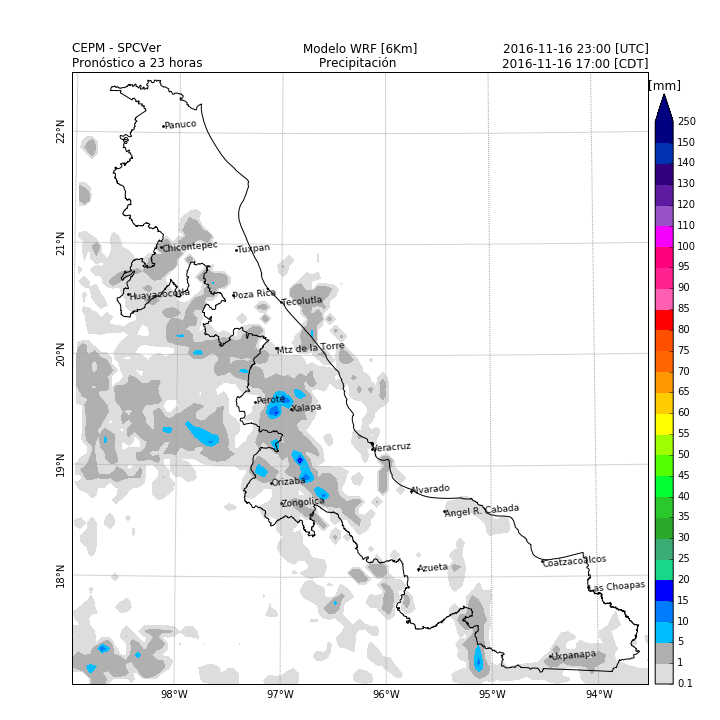 CEPM - SPCVer
Pronóstico a 23 horas
Modelo WRF [6Km]
Precipitación
2016-11-16 23:00 [UTC]
2016-11-16 17:00 [CDT]
[mm]
250
150
140
130
120
110
100
95
90
85
80
75
70
65
60
55
50
45
40
35
30
25
20
15
10
5
1
0.1
22°N
21°N
20°N
19°N
18°N
98°W
97°W
96°W
95°W
94°W
Panuco
Chicontepec
Tuxpan
Huayacocotla
Poza Rica
Tecolutla
Mtz de la Torre
Perote
Xalapa
Veracruz
Orizaba
Alvarado
Zongolica
Angel R. Cabada
Azueta
Coatzacoalcos
Las Choapas
Uxpanapa